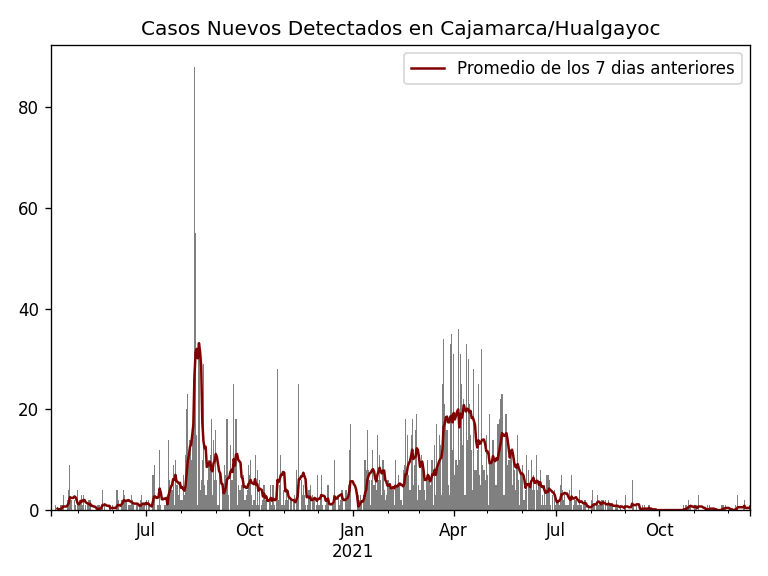 Casos Nuevos Detectados en Cajamarca/Hualgayoc
Promedio de los 7 dias anteriores
80
60
40
20
0
Jul Oct Jan Apr Jul Oct
2021